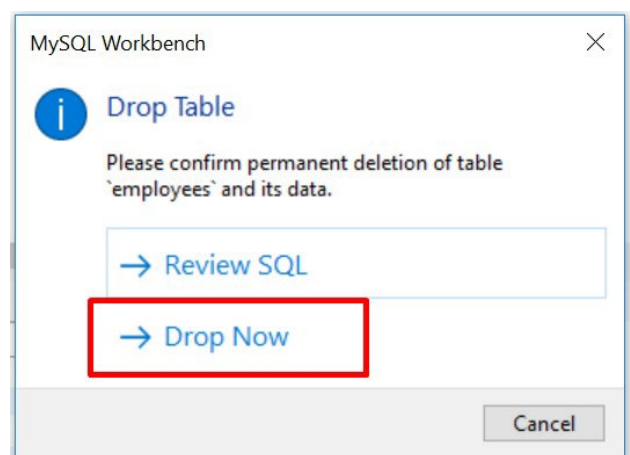 MySQL Workbench
Drop Table
Please confirm permanent deletion of table
`employees` and its data.
→ Review SQL
→ Drop Now
Cancel